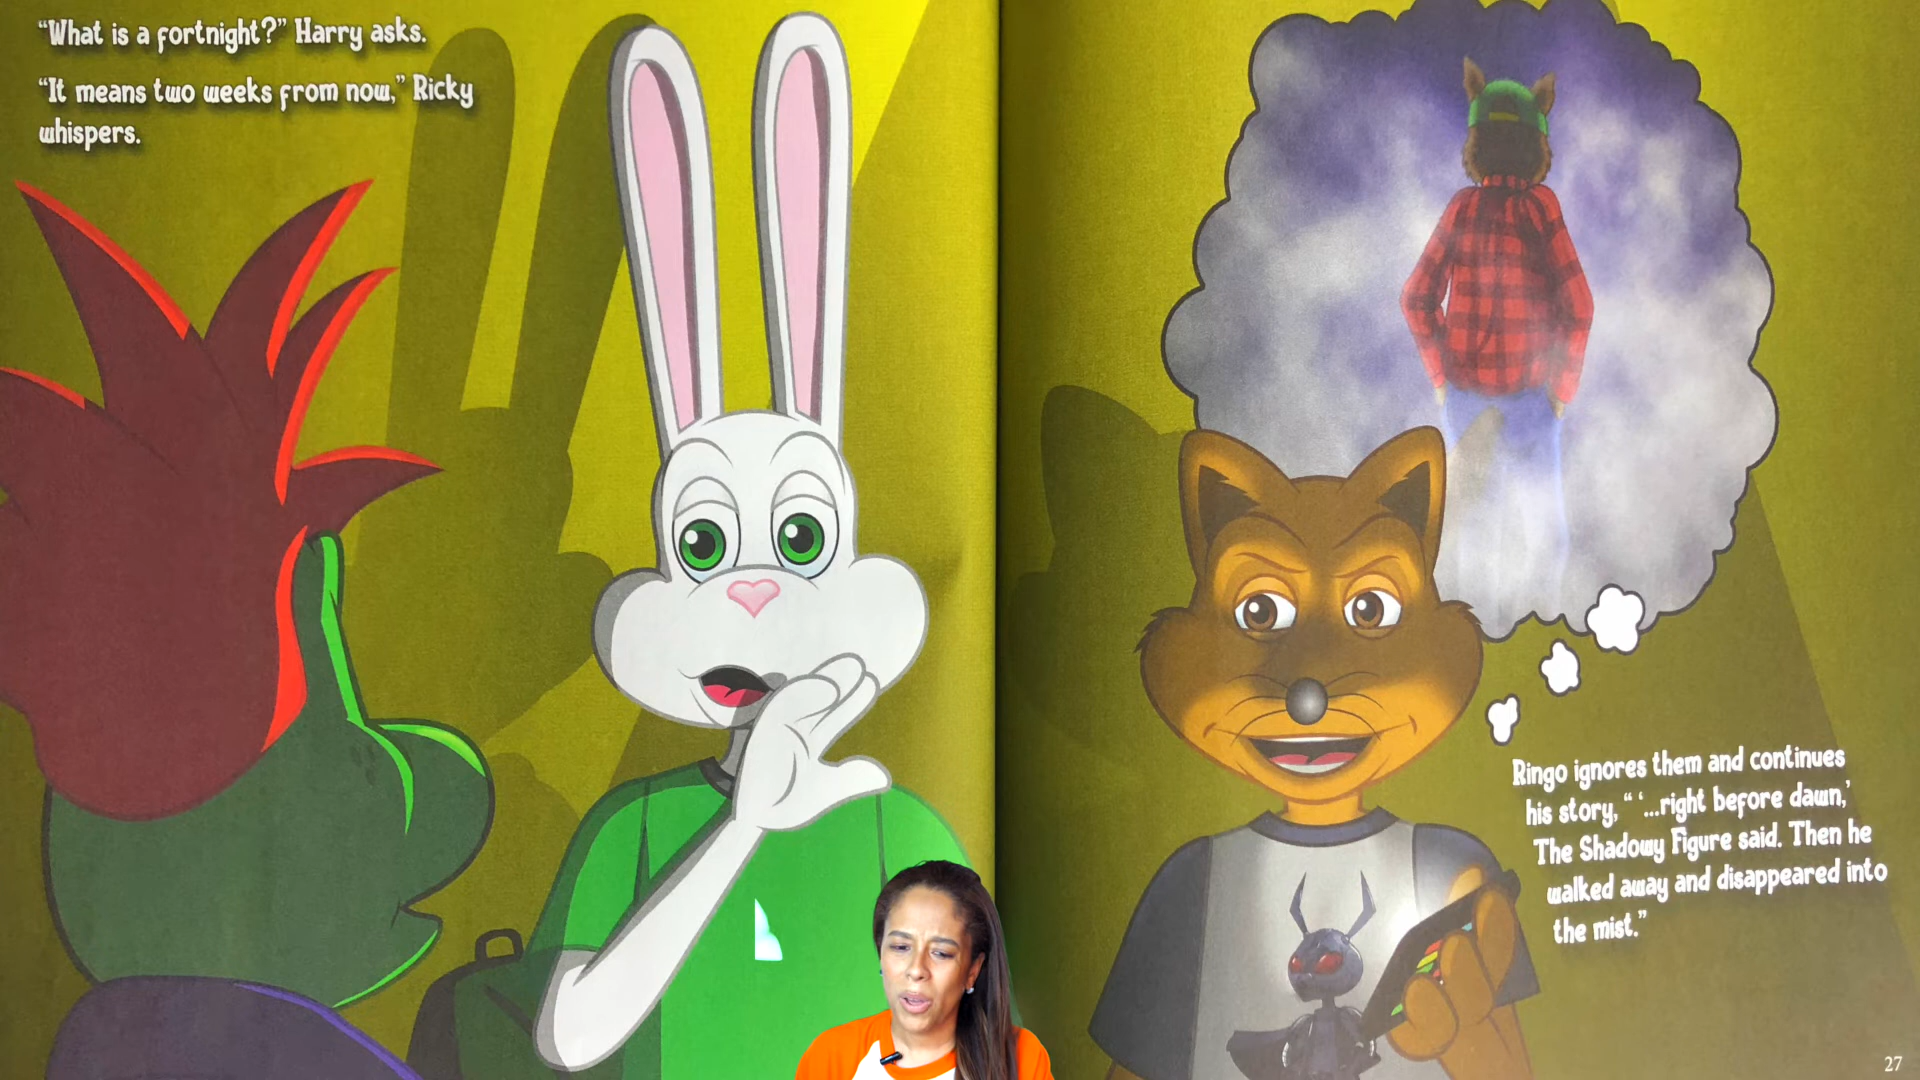 “What is a fortnight?” Harry asks.
“It means two weeks from now,” Ricky
whispers.
Ringo ignores them and continues
his story, “ ‘...right before dawn,’
The Shadowy Figure said. Then he
walked away and disappeared into
the mist.”
27